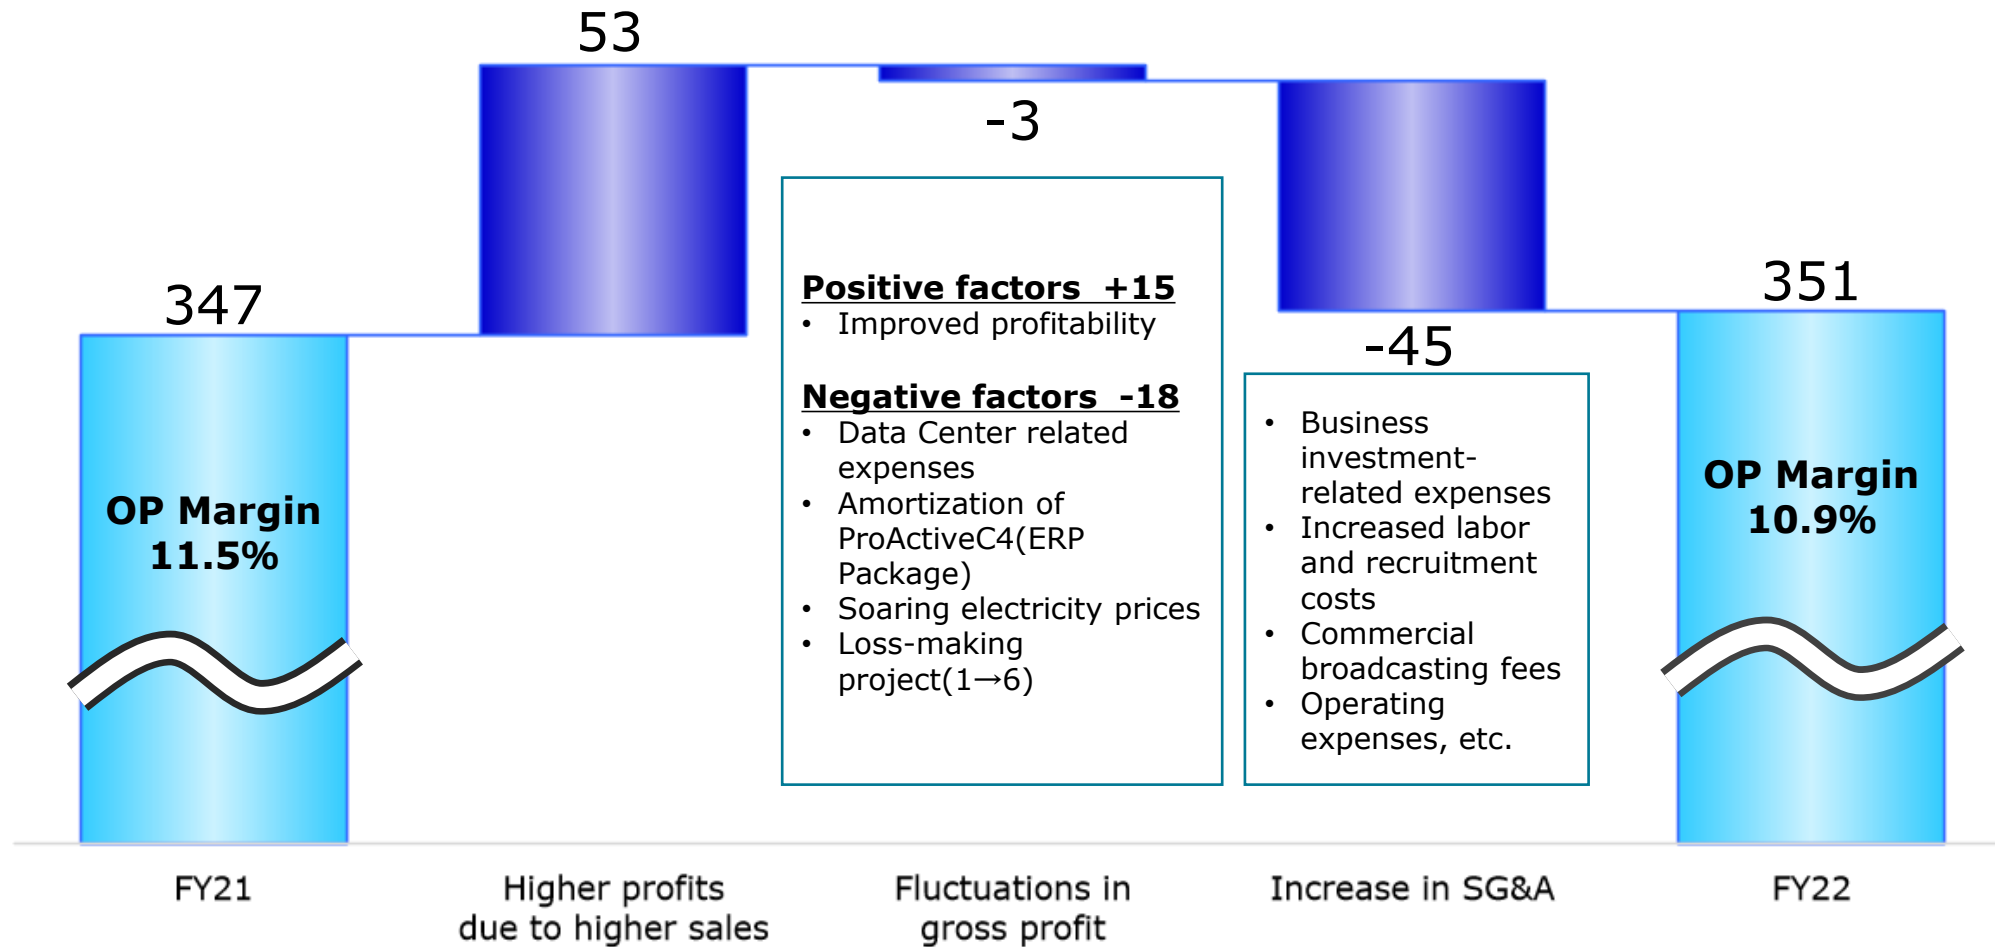 53
-3
347
351
Positive factors  +15
• Improved profitability
Negative factors  -18
• Data Center related
expenses
• Amortization of
ProActiveC4(ERP
Package)
• Soaring electricity prices
• Loss-making
project(1→6)
-45
• Business
investment-
related expenses
• Increased labor
and recruitment
costs
• Commercial
broadcasting fees
• Operating
expenses, etc.
OP Margin
11.5%
OP Margin
10.9%
FY21
Higher profits
due to higher sales
Fluctuations in
gross profit
Increase in SG&A
FY22